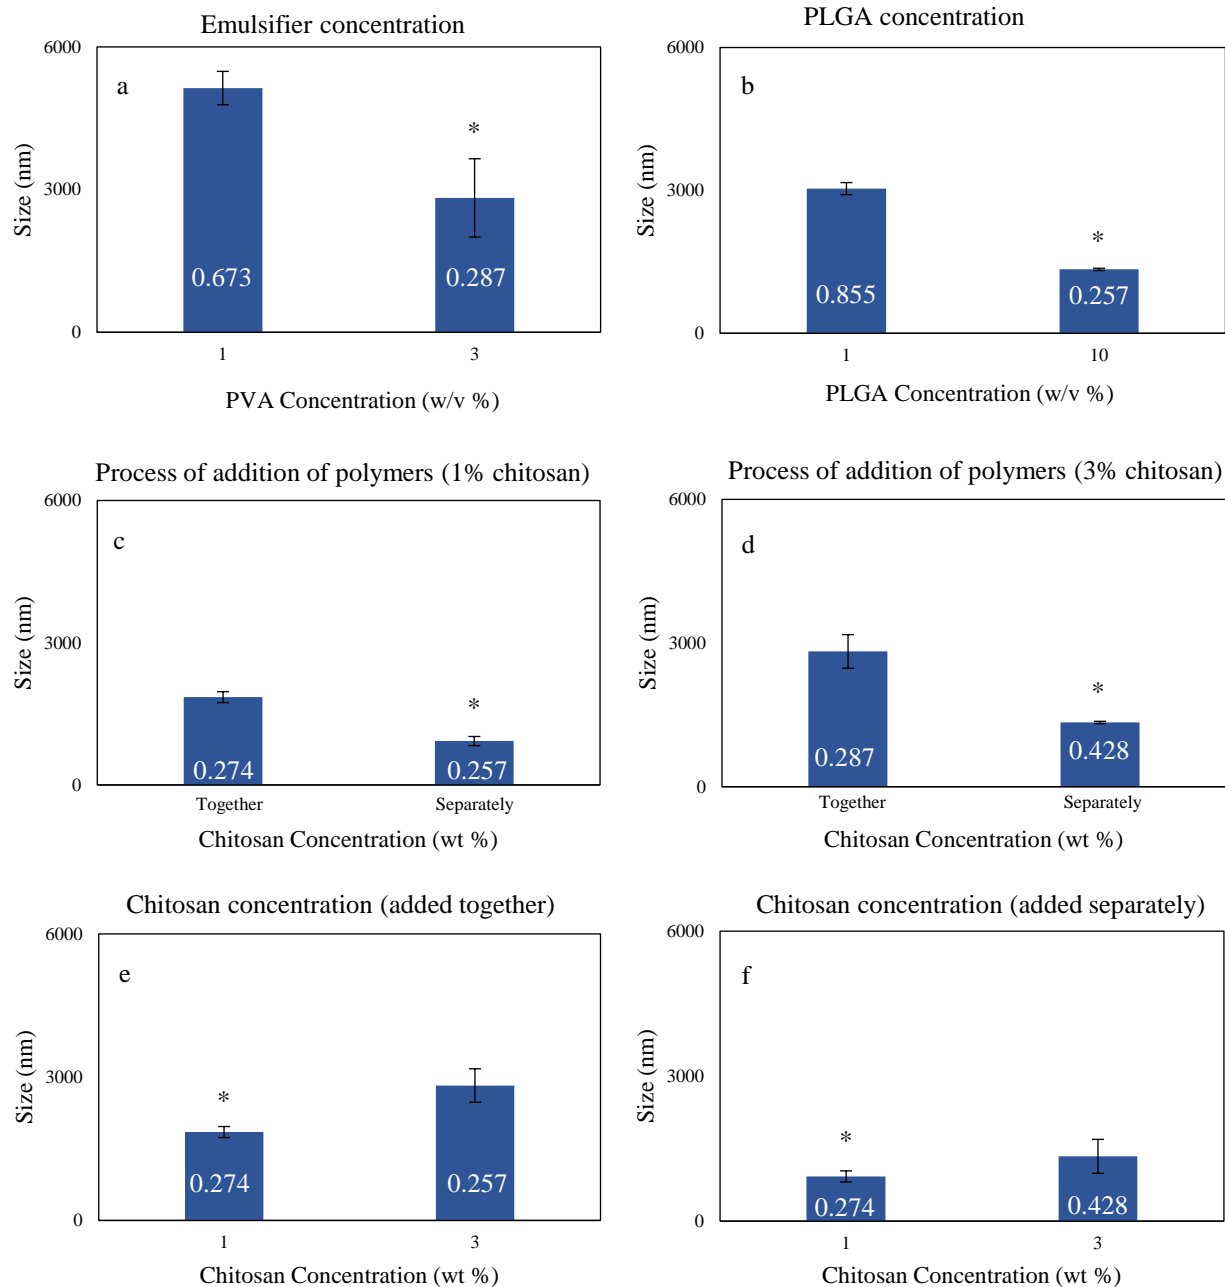 Emulsifier concentration
6000
a
*
Size (nm)
3000
0.673
0.287
0
1
3
PVA Concentration (w/v %)
PLGA concentration
6000
b
Size (nm)
3000
*
0.855
0.257
0
1
10
PLGA Concentration (w/v %)
Process of addition of polymers (1% chitosan)
6000
c
Size (nm)
3000
*
0.274
0.257
0
Together
Separately
Chitosan Concentration (wt %)
Process of addition of polymers (3% chitosan)
6000
d
Size (nm)
3000
*
0.287
0.428
0
Together
Separately
Chitosan Concentration (wt %)
Chitosan concentration (added together)
6000
e
Size (nm)
3000
*
0.274
0.257
0
1
3
Chitosan Concentration (wt %)
Chitosan concentration (added separately)
6000
f
Size (nm)
3000
*
0.274
0.428
0
1
3
Chitosan Concentration (wt %)